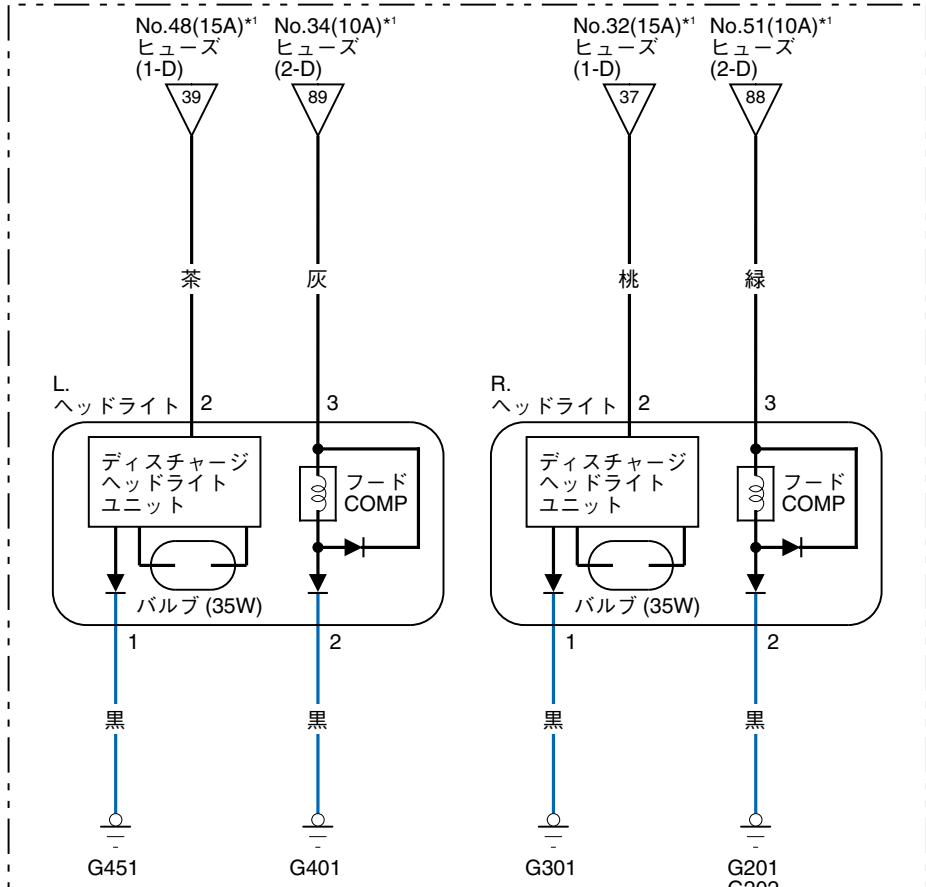 No.48(15A)*1
ヒューズ
(1-D)
No.34(10A)*1
ヒューズ
(2-D)
No.32(15A)*1
ヒューズ
(1-D)
No.51(10A)*1
ヒューズ
(2-D)
39
89
37
88
茶
灰
桃
緑
L.
ヘッドライト
2
3
R.
ヘッドライト
2
3
ディスチャージ
ヘッドライト
ユニット
フード
COMP
ディスチャージ
ヘッドライト
ユニット
フード
COMP
バルブ (35W)
バルブ (35W)
1
2
1
2
黒
黒
黒
黒
G451
G401
G301
G201